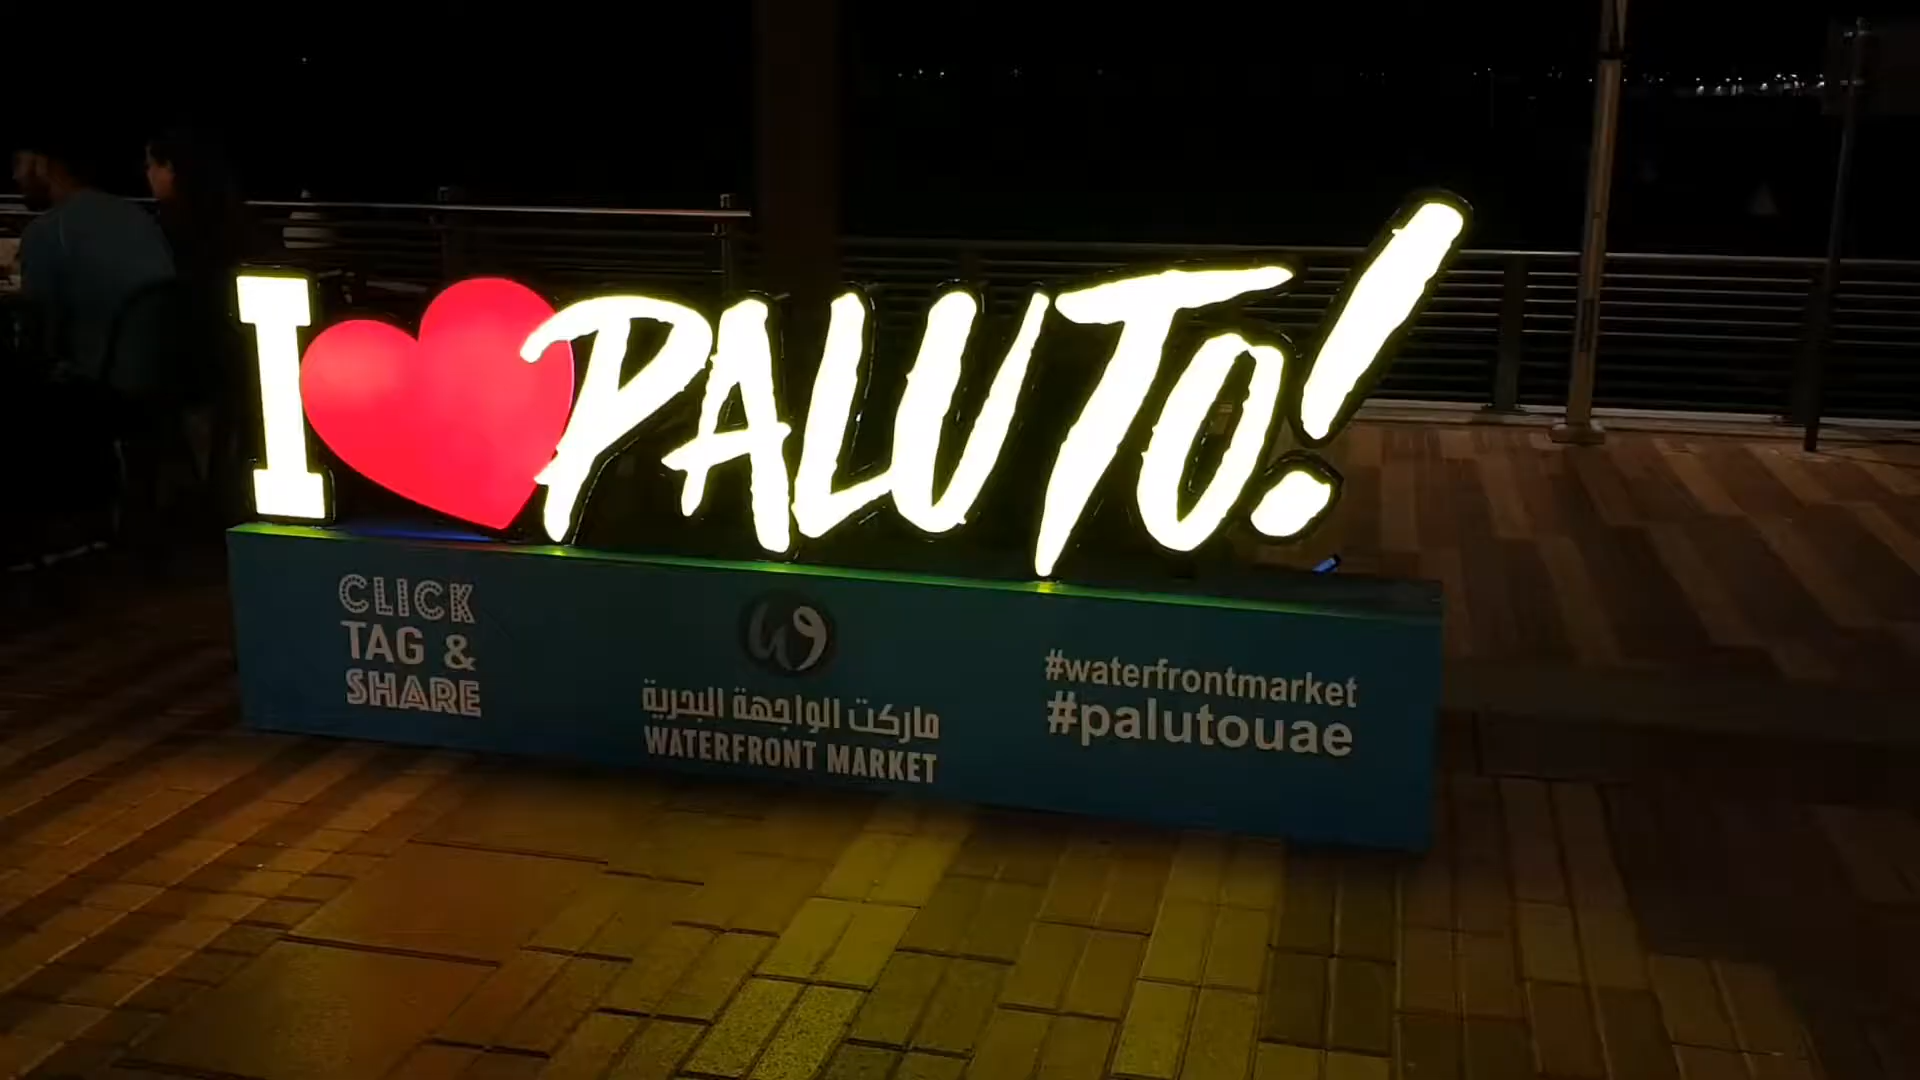 I ❤ PALUTO!
CLICK
TAG &
SHARE
ماركت الواجهة البحرية
WATERFRONT MARKET
#waterfrontmarket
#palutouae